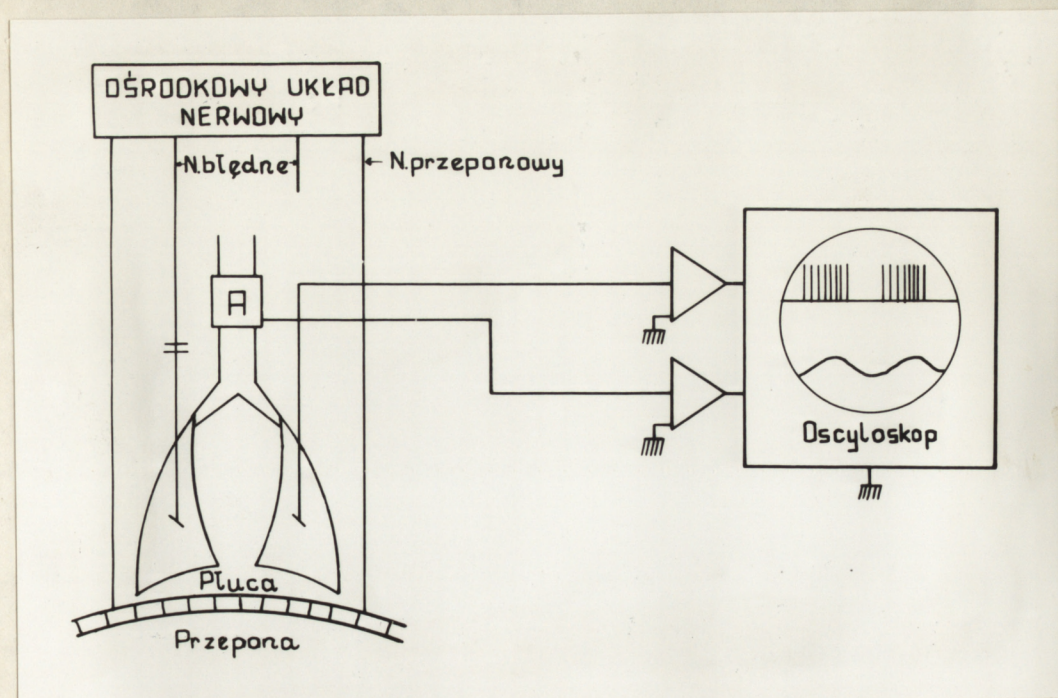 OŚRODKOWY UKŁAD
NERWOWY
N.błędne
N.przeponowy
A
Oscyloskop
Płuca
Przepona